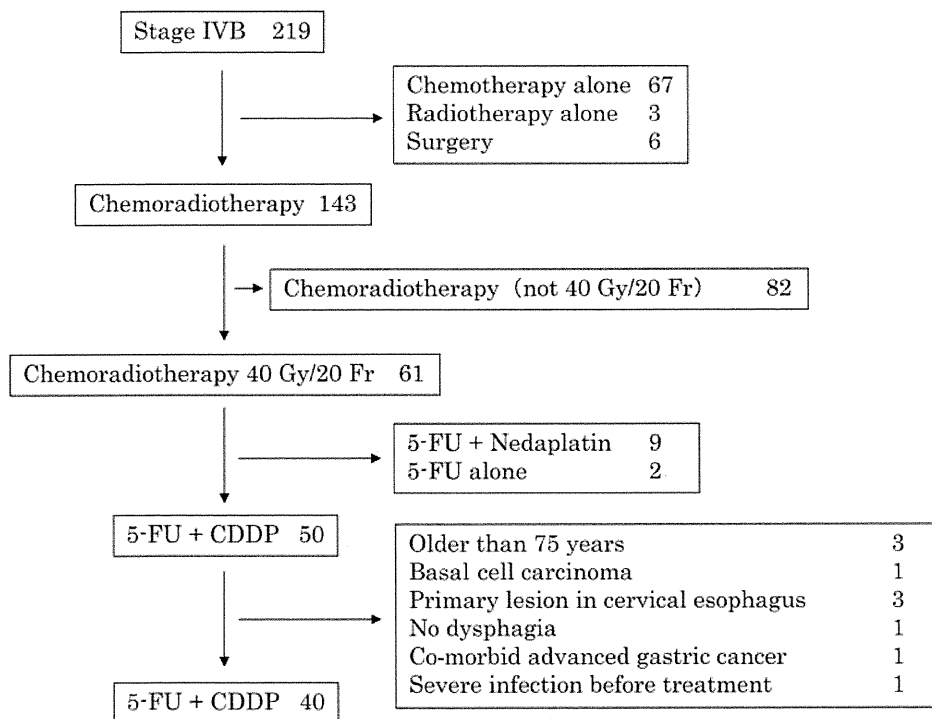 Stage IVB 219
Chemotherapy alone 67
Radiotherapy alone 3
Surgery 6
Chemoradiotherapy 143
Chemoradiotherapy (not 40 Gy/20 Fr) 82
Chemoradiotherapy 40 Gy/20 Fr 61
5-FU + Nedaplatin 9
5-FU alone 2
5-FU + CDDP 50
Older than 75 years 3
Basal cell carcinoma 1
Primary lesion in cervical esophagus 3
No dysphagia 1
Co-morbid advanced gastric cancer 1
Severe infection before treatment 1
5-FU + CDDP 40